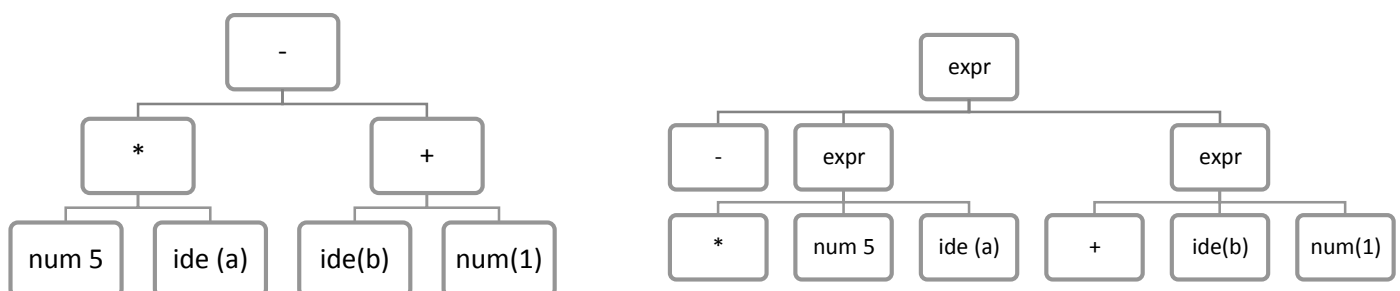 -
* +
num 5 ide (a) ide(b) num(1)
expr
- expr expr
* num 5 ide (a) + ide(b) num(1)